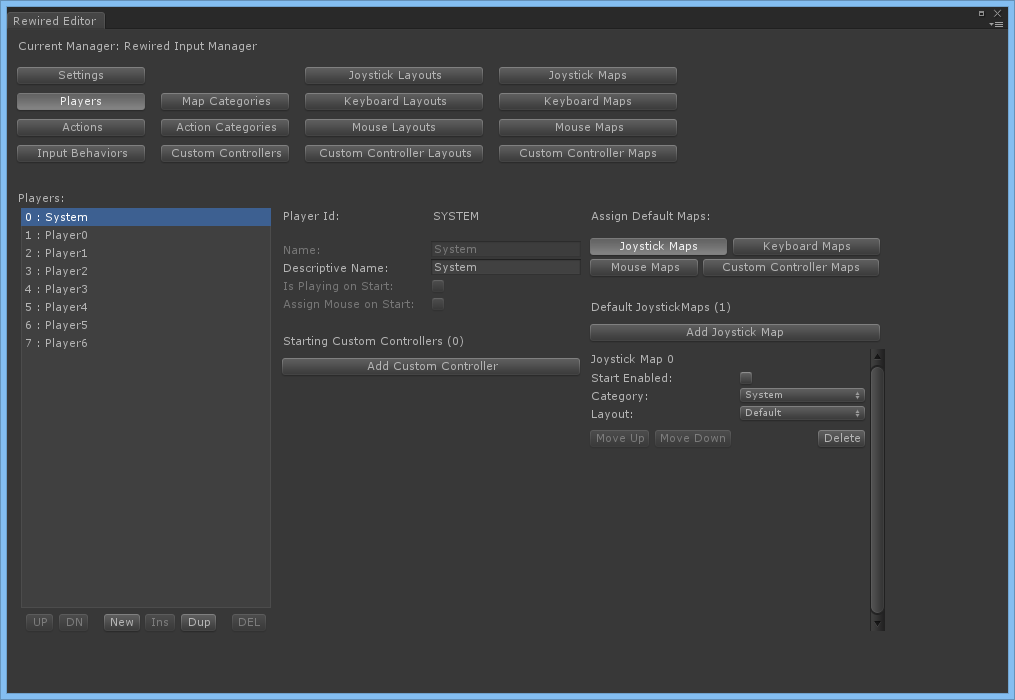 Rewired Editor
Current Manager: Rewired Input Manager
Settings
Joystick Layouts
Joystick Maps
Players
Map Categories
Keyboard Layouts
Keyboard Maps
Actions
Action Categories
Mouse Layouts
Mouse Maps
Input Behaviors
Custom Controllers
Custom Controller Layouts
Custom Controller Maps
Players:
0 : System
1 : Player0
2 : Player1
3 : Player2
4 : Player3
5 : Player4
6 : Player5
7 : Player6
UP
DN
New
Ins
Dup
DEL
Player Id:
SYSTEM
Name:
System
Descriptive Name:
System
Is Playing on Start:
Assign Mouse on Start:
Starting Custom Controllers (0)
Add Custom Controller
Assign Default Maps:
Joystick Maps
Keyboard Maps
Mouse Maps
Custom Controller Maps
Default JoystickMaps (1)
Add Joystick Map
Joystick Map 0
Start Enabled:
Category:
System
Layout:
Default
Move Up
Move Down
Delete